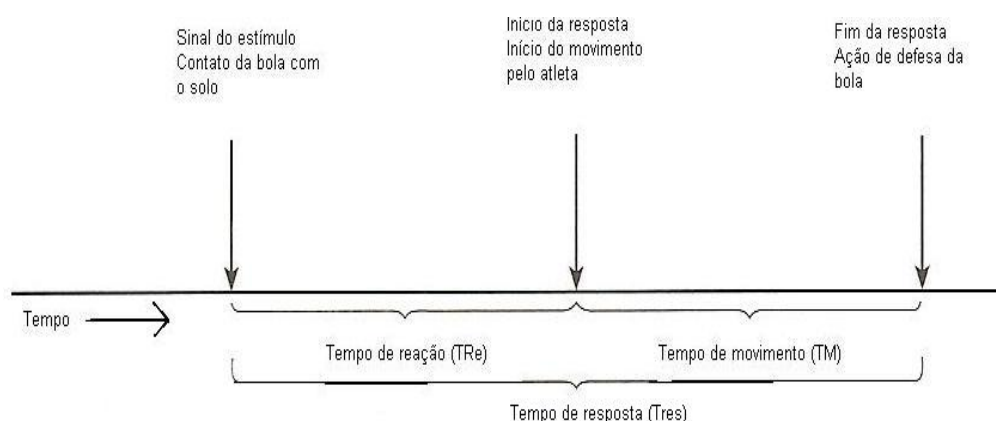 Sinal do estímulo
Contato da bola com
o solo
Inicio da resposta
Início do movimento
pelo atleta
Fim da resposta
Ação de defesa da
bola
Tempo
Tempo de reação (TRe)
Tempo de movimento (TM)
Tempo de resposta (Tres)